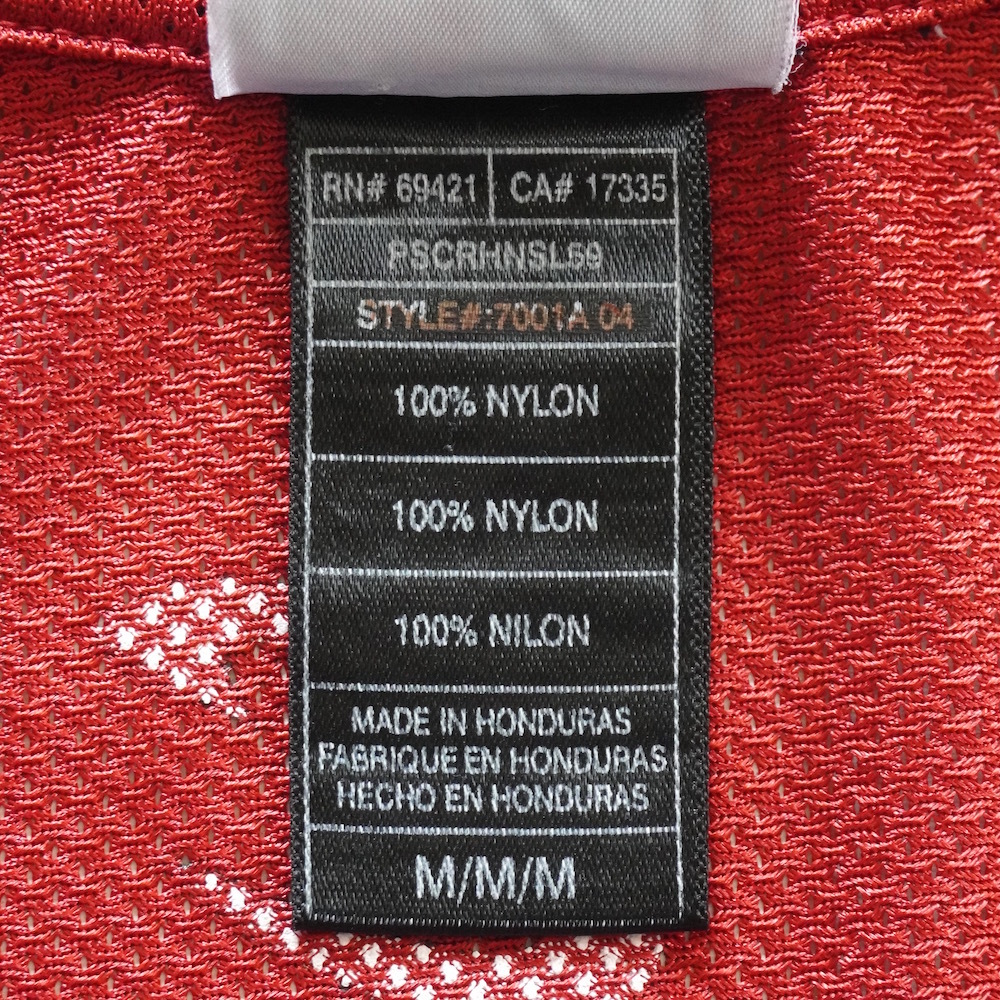 RN# 69421 CA# 17335
PSCRHNSL69
STYLE#:7001A 04
100% NYLON
100% NYLON
100% NILON
MADE IN HONDURAS
FABRIQUE EN HONDURAS
HECHO EN HONDURAS
M/M/M